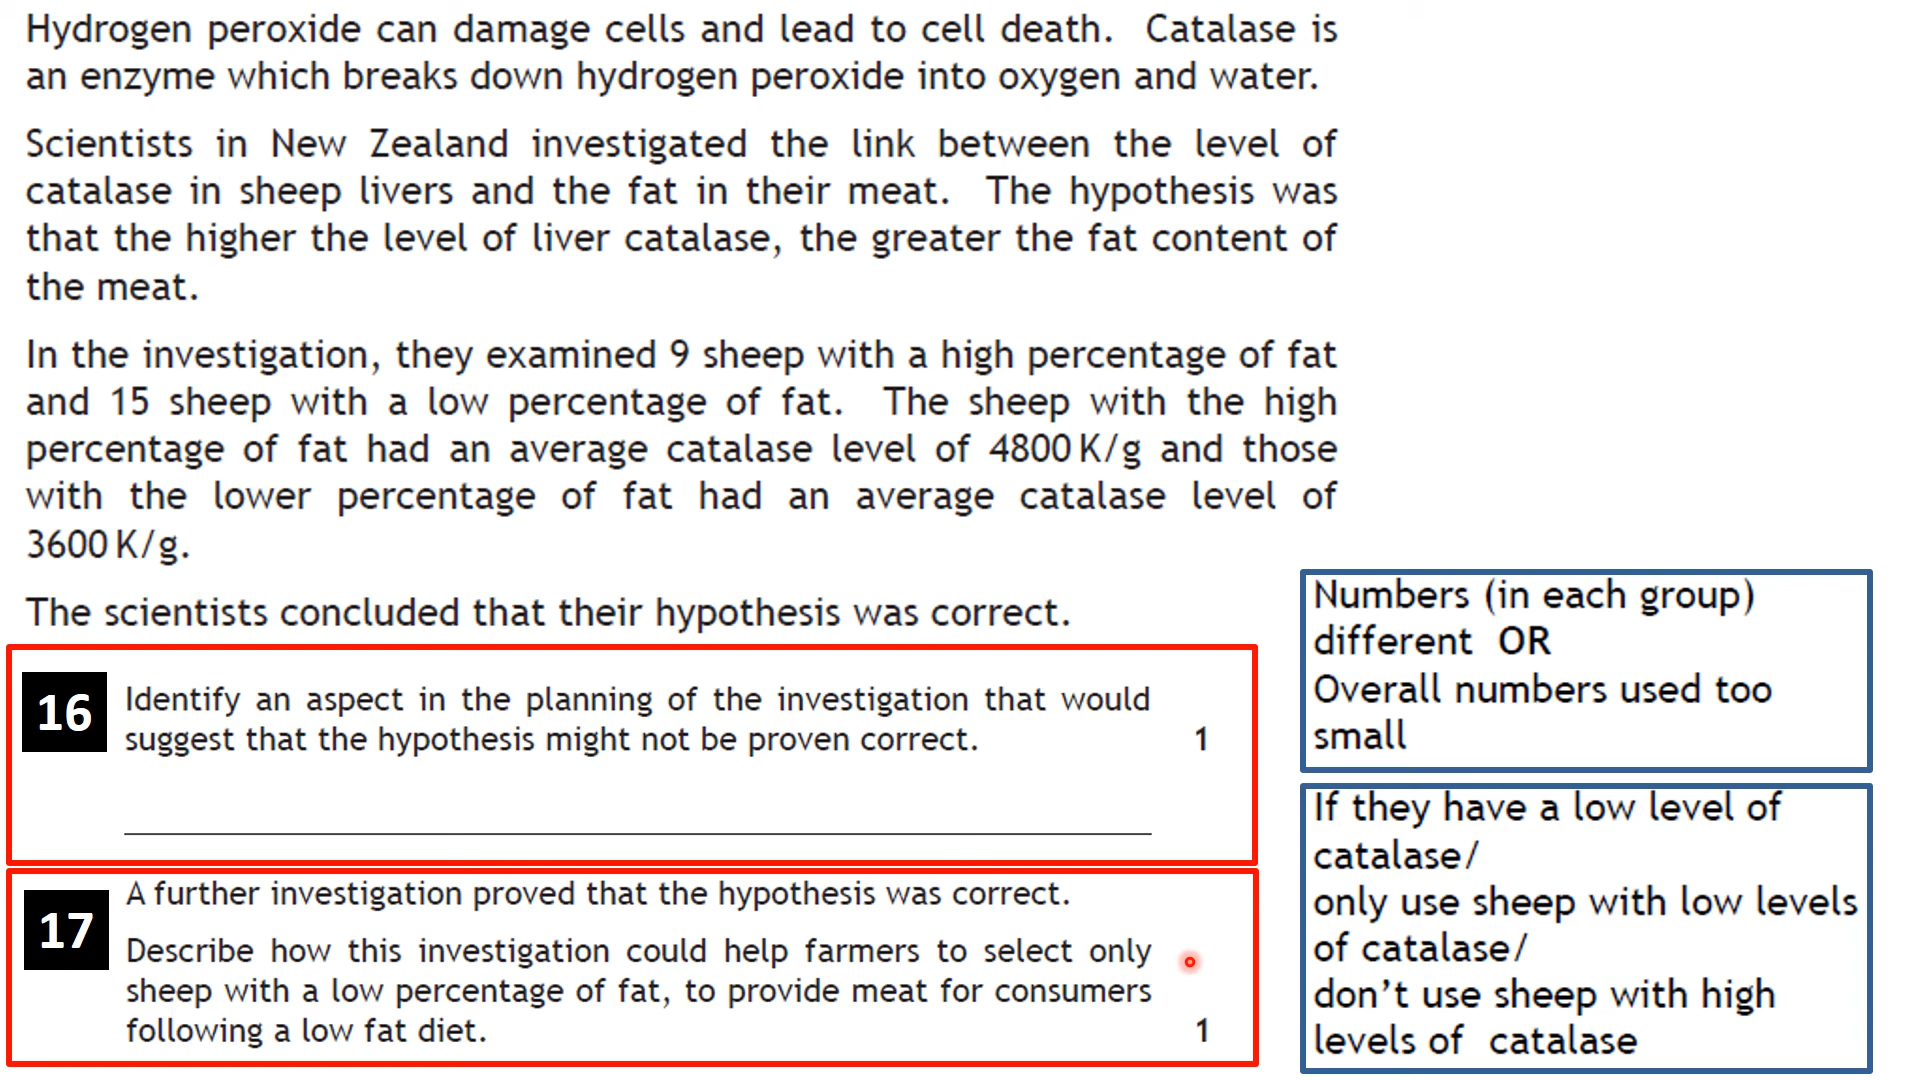 Hydrogen peroxide can damage cells and lead to cell death. Catalase is
an enzyme which breaks down hydrogen peroxide into oxygen and water.
Scientists in New Zealand investigated the link between the level of
catalase in sheep livers and the fat in their meat. The hypothesis was
that the higher the level of liver catalase, the greater the fat content of
the meat.
In the investigation, they examined 9 sheep with a high percentage of fat
and 15 sheep with a low percentage of fat. The sheep with the high
percentage of fat had an average catalase level of 4800 K/g and those
with the lower percentage of fat had an average catalase level of
3600 K/g.
The scientists concluded that their hypothesis was correct.
16
Identify an aspect in the planning of the investigation that would
suggest that the hypothesis might not be proven correct. 1
17
A further investigation proved that the hypothesis was correct.
Describe how this investigation could help farmers to select only
sheep with a low percentage of fat, to provide meat for consumers
following a low fat diet. 1
Numbers (in each group)
different OR
Overall numbers used too
small
If they have a low level of
catalase/
only use sheep with low levels
of catalase/
don't use sheep with high
levels of catalase